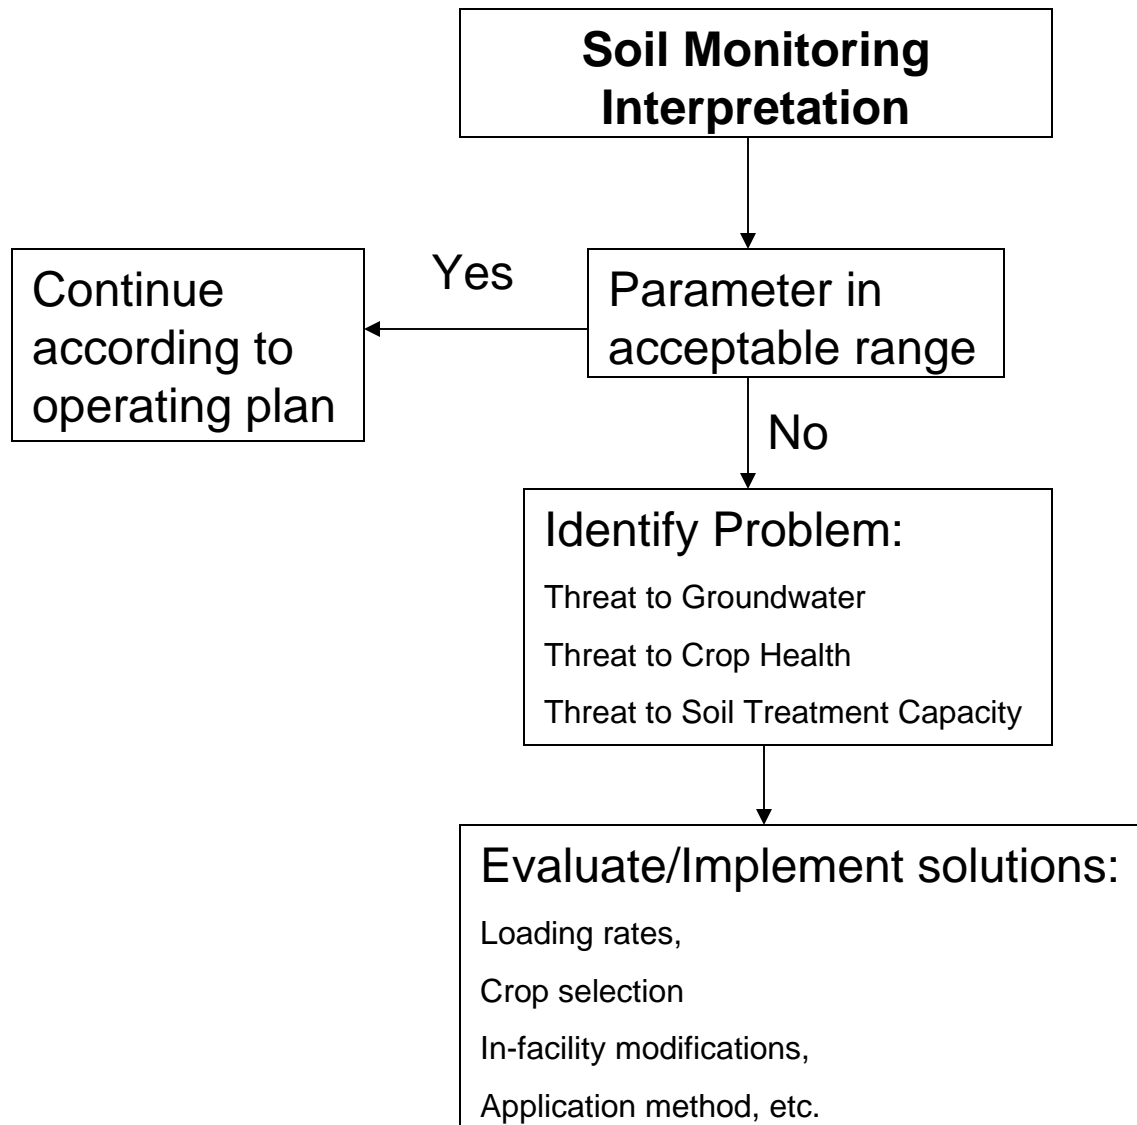 Soil Monitoring
Interpretation
Yes
Continue
according to
operating plan
Parameter in
acceptable range
No
Identify Problem:
Threat to Groundwater
Threat to Crop Health
Threat to Soil Treatment Capacity
Evaluate/Implement solutions:
Loading rates,
Crop selection
In-facility modifications,
Application method, etc.